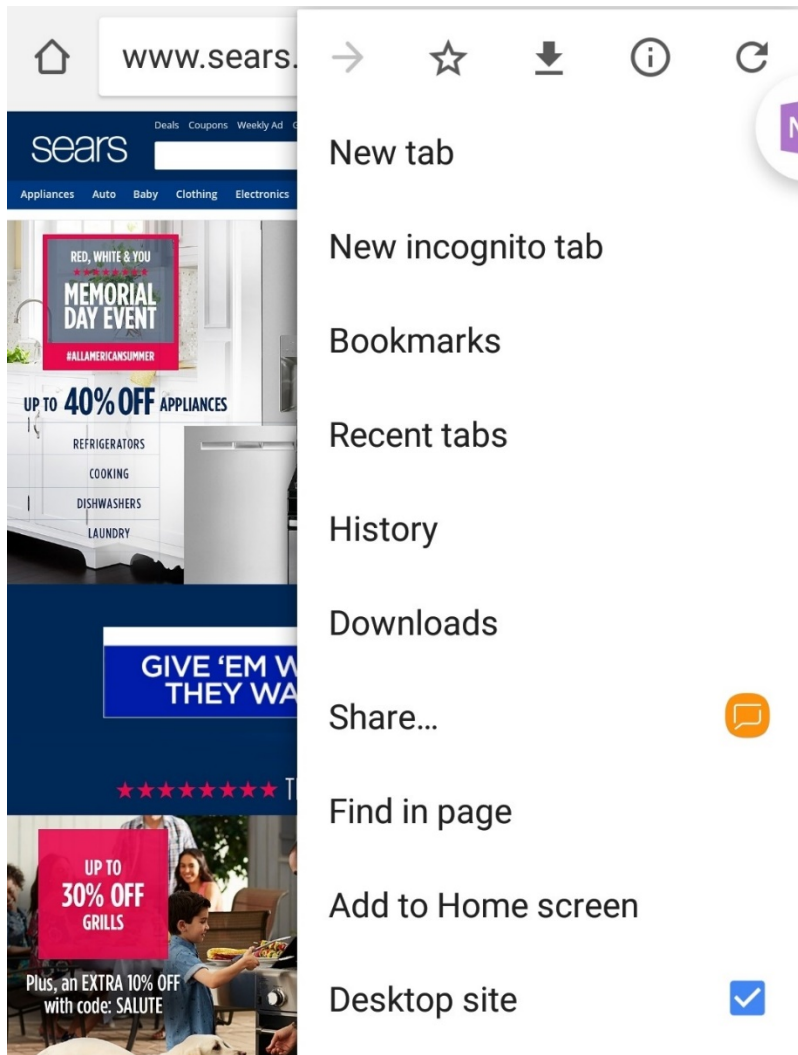 www.sears.
Deals Coupons Weekly Ad
sears
Appliances Auto Baby Clothing Electronics
RED, WHITE & YOU
MEMORIAL
DAY EVENT
#ALLAMERICANSUMMER
UP TO 40% OFF APPLIANCES
REFRIGERATORS
COOKING
DISHWASHERS
LAUNDRY
GIVE 'EM W
THEY WA
UP TO
30% OFF
GRILLS
Plus, an EXTRA 10% OFF
with code: SALUTE
New tab
New incognito tab
Bookmarks
Recent tabs
History
Downloads
Share…
Find in page
Add to Home screen
Desktop site